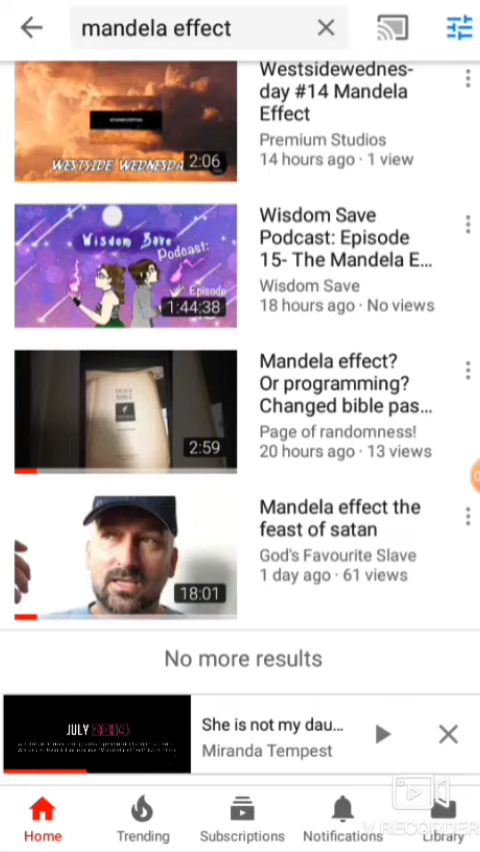 mandela effect
WESTSIDE WEDNESDA
2:06
Westsidewednes-
day #14 Mandela
Effect
Premium Studios
14 hours ago · 1 view
Wisdom Save
Podcast:
Episode
1:44:38
Wisdom Save
Podcast: Episode
15- The Mandela E...
Wisdom Save
18 hours ago · No views
HOLY
BIBLE
2:59
Mandela effect?
Or programming?
Changed bible pas...
Page of randomness!
20 hours ago · 13 views
18:01
Mandela effect the
feast of satan
God's Favourite Slave
1 day ago · 61 views
No more results
JULY 2014
She is not my dau...
Miranda Tempest
Home
Trending
Subscriptions
Notifications
Library
V RECORDER